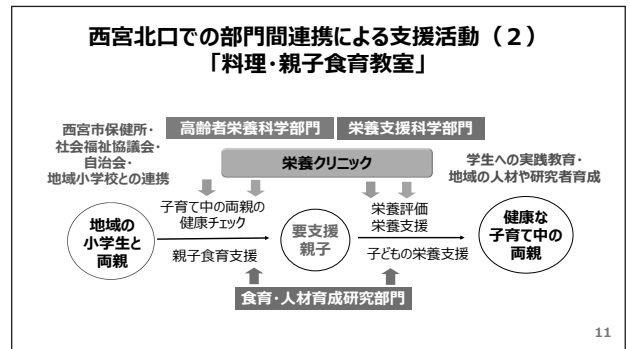 西宮北口での部門間連携による支援活動（２）
「料理・親子食育教室」
西宮市保健所・
社会福祉協議会・
自治会・
地域小学校との連携
高齢者栄養科学部門
栄養支援科学部門
栄養クリニック
学生への実践教育・
地域の人材や研究者育成
地域の
小学生と
両親
子育て中の両親の
健康チェック
親子食育支援
要支援
親子
栄養評価
栄養支援
子どもの栄養支援
健康な
子育て中の
両親
食育・人材育成研究部門
11